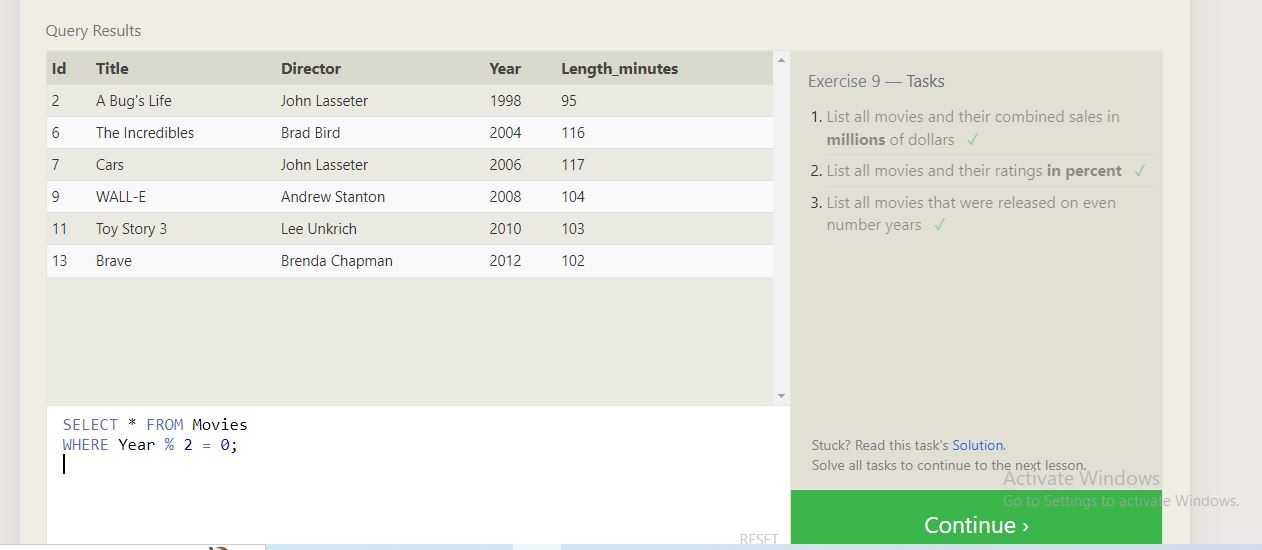 Query Results
Id Title Director Year Length_minutes
2 A Bug's Life John Lasseter 1998 95
6 The Incredibles Brad Bird 2004 116
7 Cars John Lasseter 2006 117
9 WALL-E Andrew Stanton 2008 104
11 Toy Story 3 Lee Unkrich 2010 103
13 Brave Brenda Chapman 2012 102
SELECT * FROM Movies
WHERE Year % 2 = 0;
RESET
Exercise 9 — Tasks
1. List all movies and their combined sales in
millions of dollars ✓
2. List all movies and their ratings in percent ✓
3. List all movies that were released on even
number years ✓
Stuck? Read this task's Solution.
Solve all tasks to continue to the next lesson.
Activate Windows
Go to Settings to activate Windows.
Continue ›